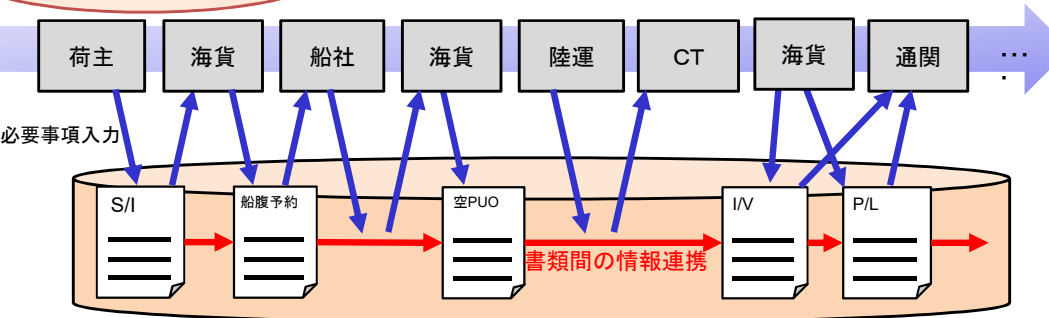 荷主
海貨
船社
海貨
陸運
CT
海貨
通関
…
.
必要事項入力
S/I
船腹予約
空PUO
I/V
P/L
書類間の情報連携